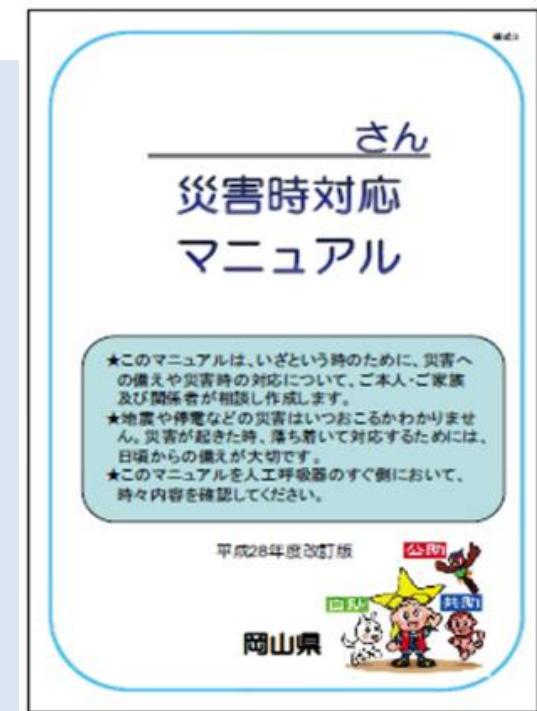 様式3
さん
災害時対応
マニュアル
★このマニュアルは、いざという時のために、災害へ
の備えや災害時の対応について、ご本人・ご家族
及び関係者が相談し作成します。
★地震や停電などの災害はいつおこるかわかりませ
ん。災害が起きた時、落ち着いて対応するためには、
日頃からの備えが大切です。
★このマニュアルを人工呼吸器のすぐ側において、
時々内容を確認してください。
平成28年度改訂版
公助
自助
共助
岡山県